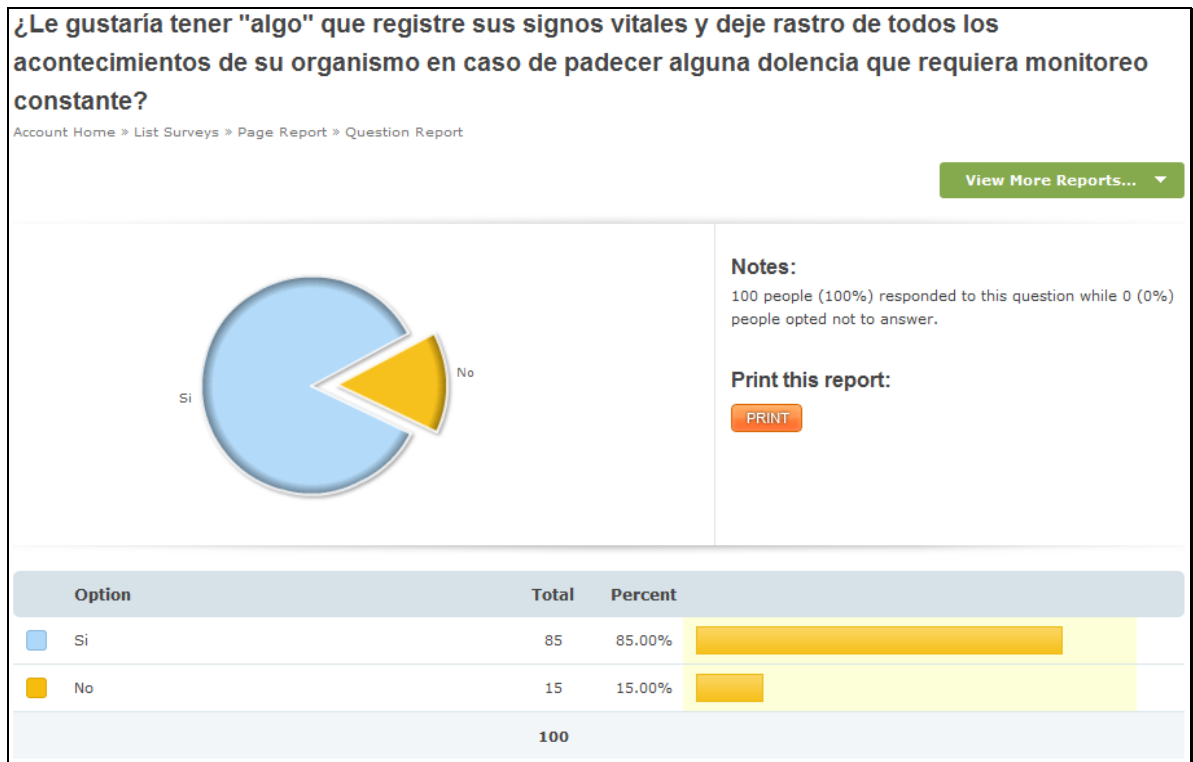 ¿Le gustaría tener "algo" que registre sus signos vitales y deje rastro de todos los
acontecimientos de su organismo en caso de padecer alguna dolencia que requiera monitoreo
constante?
Account Home » List Surveys » Page Report » Question Report
View More Reports...
Si
No
Notes:
100 people (100%) responded to this question while 0 (0%)
people opted not to answer.
Print this report:
PRINT
Option Total Percent
Si 85 85.00%
No 15 15.00%
100